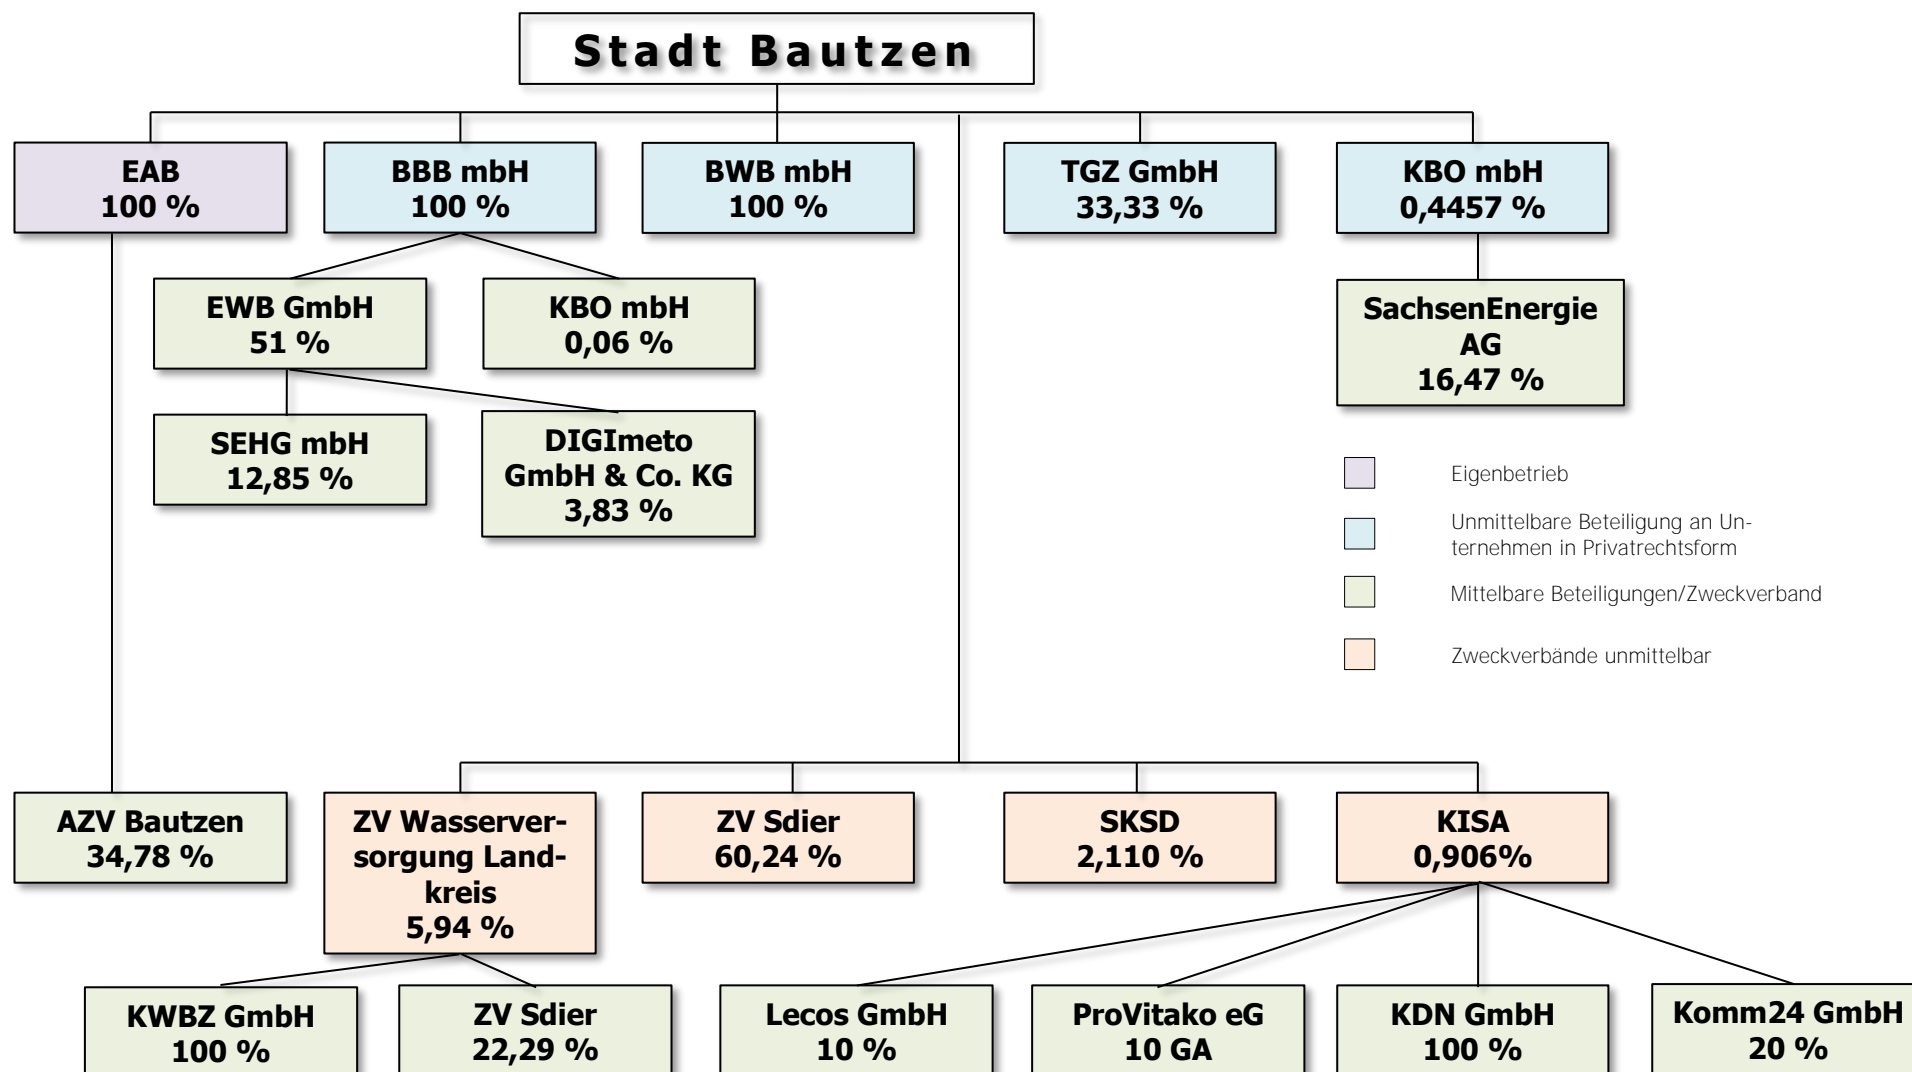 Stadt Bautzen
EAB
100 %
BBB mbH
100 %
BWB mbH
100 %
TGZ GmbH
33,33 %
KBO mbH
0,4457 %
EWB GmbH
51 %
KBO mbH
0,06 %
SachsenEnergie
AG
16,47 %
SEHG mbH
12,85 %
DIGImeto
GmbH & Co. KG
3,83 %
Eigenbetrieb
Unmittelbare Beteiligung an Un-
ternehmen in Privatrechtsform
Mittelbare Beteiligungen/Zweckverband
Zweckverbände unmittelbar
AZV Bautzen
34,78 %
ZV Wasserver-
sorgung Land-
kreis
5,94 %
ZV Sdier
60,24 %
SKSD
2,110 %
KISA
0,906%
KWBZ GmbH
100 %
ZV Sdier
22,29 %
Lecos GmbH
10 %
ProVitako eG
10 GA
KDN GmbH
100 %
Komm24 GmbH
20 %